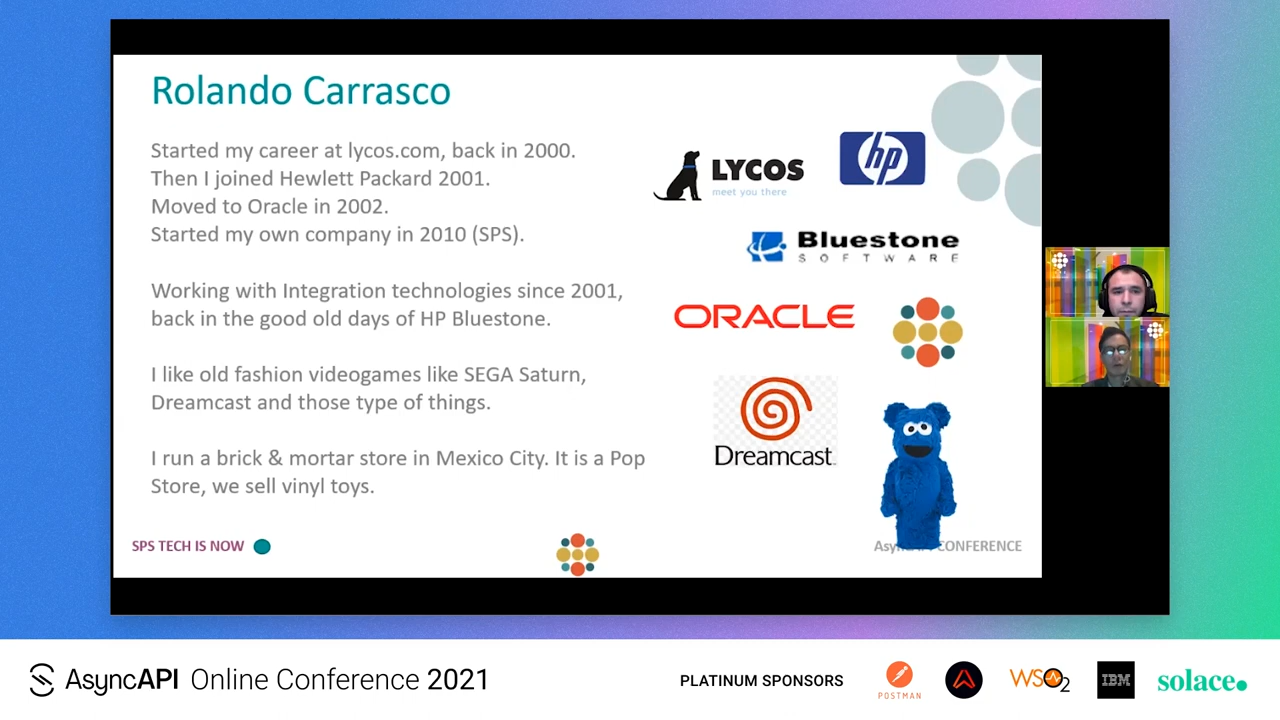 Rolando Carrasco
Started my career at lycos.com, back in 2000.
Then I joined Hewlett Packard 2001.
Moved to Oracle in 2002.
Started my own company in 2010 (SPS).
Working with Integration technologies since 2001,
back in the good old days of HP Bluestone.
I like old fashion videogames like SEGA Saturn,
Dreamcast and those type of things.
I run a brick & mortar store in Mexico City. It is a Pop
Store, we sell vinyl toys.
LYCOS
meet you there
hp
Bluestone
SOFTWARE
ORACLE
Dreamcast
SPS TECH IS NOW
CONFERENCE
AsyncAPI Online Conference 2021
PLATINUM SPONSORS
POSTMAN
WSO2
IBM
solace.